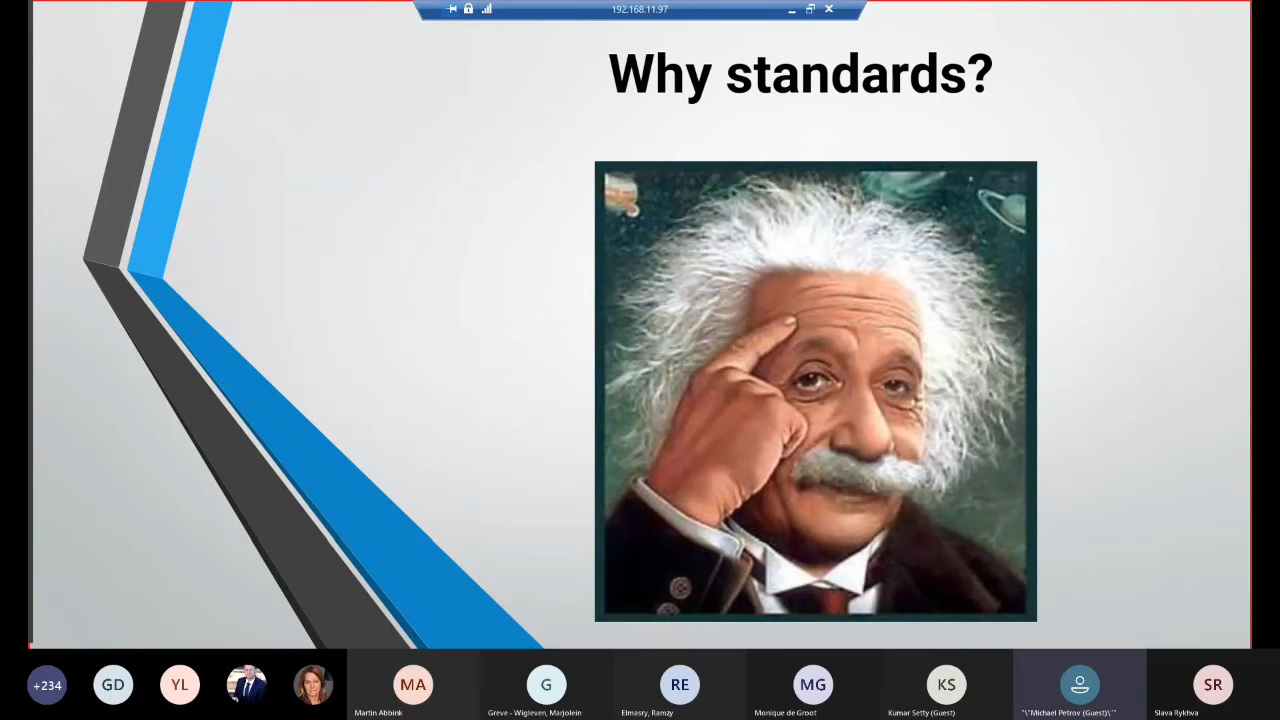 192.168.11.97
Why standards?
+234
GD
YL
MA
G
RE
MG
KS
SR
Martin Abbink
Greve - Wigleven, Marjolein
Elmasry, Ramzy
Monique de Groot
Kumar Setty (Guest)
"\"Michael Petrov (Guest)\""
Slava Rykhva